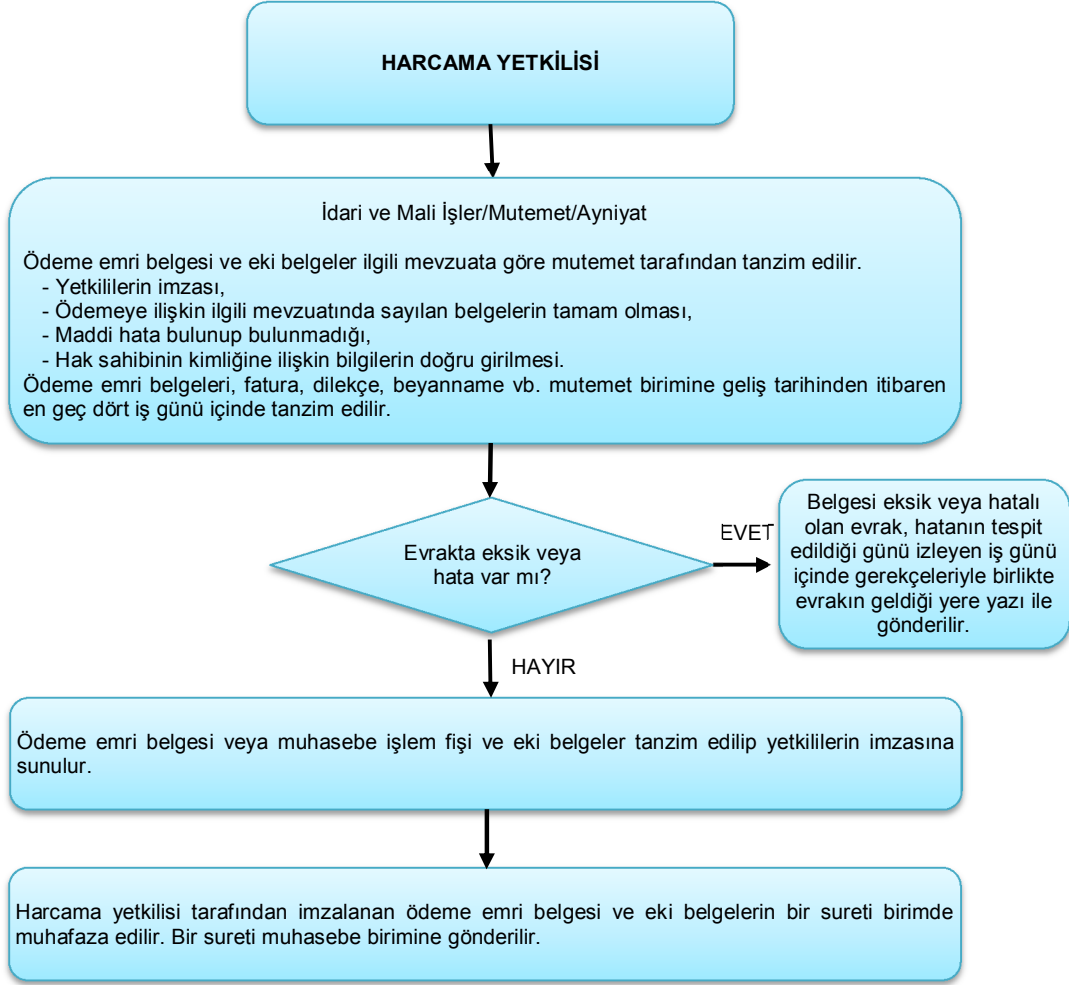 HARCAMA YETKİLİSİ
İdari ve Mali İşler/Mutemet/Ayniyat
Ödeme emri belgesi ve eki belgeler ilgili mevzuata göre mutemet tarafından tanzim edilir.
- Yetkililerin imzası,
- Ödemeye ilişkin ilgili mevzuatında sayılan belgelerin tamam olması,
- Maddi hata bulunup bulunmadığı,
- Hak sahibinin kimliğine ilişkin bilgilerin doğru girilmesi.
Ödeme emri belgeleri, fatura, dilekçe, beyanname vb. mutemet birimine geliş tarihinden itibaren
en geç dört iş günü içinde tanzim edilir.
Evrakta eksik veya
hata var mı?
EVET
Belgesi eksik veya hatalı
olan evrak, hatanın tespit
edildiği günü izleyen iş günü
içinde gerekçeleriyle birlikte
evrakın geldiği yere yazı ile
gönderilir.
HAYIR
Ödeme emri belgesi veya muhasebe işlem fişi ve eki belgeler tanzim edilip yetkililerin imzasına
sunulur.
Harcama yetkilisi tarafından imzalanan ödeme emri belgesi ve eki belgelerin bir sureti birimde
muhafaza edilir. Bir sureti muhasebe birimine gönderilir.